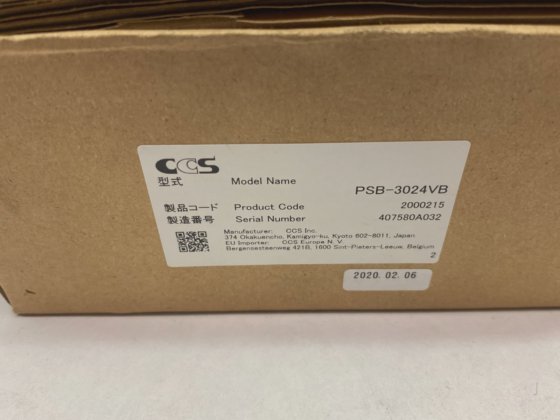 CCS
型式 Model Name PSB-3024VB
製品コード Product Code 2000215
製造番号 Serial Number 407580A032
Manufacturer: CCS Inc.
374 Okakuencho, Kamigyo-ku, Kyoto 602-8011, Japan
EU Importer: CCS Europe N.V.
Bergensesteenweg 421B, 1600 Sint-Pieters-Leeuw, Belgium
2
2020.02.06